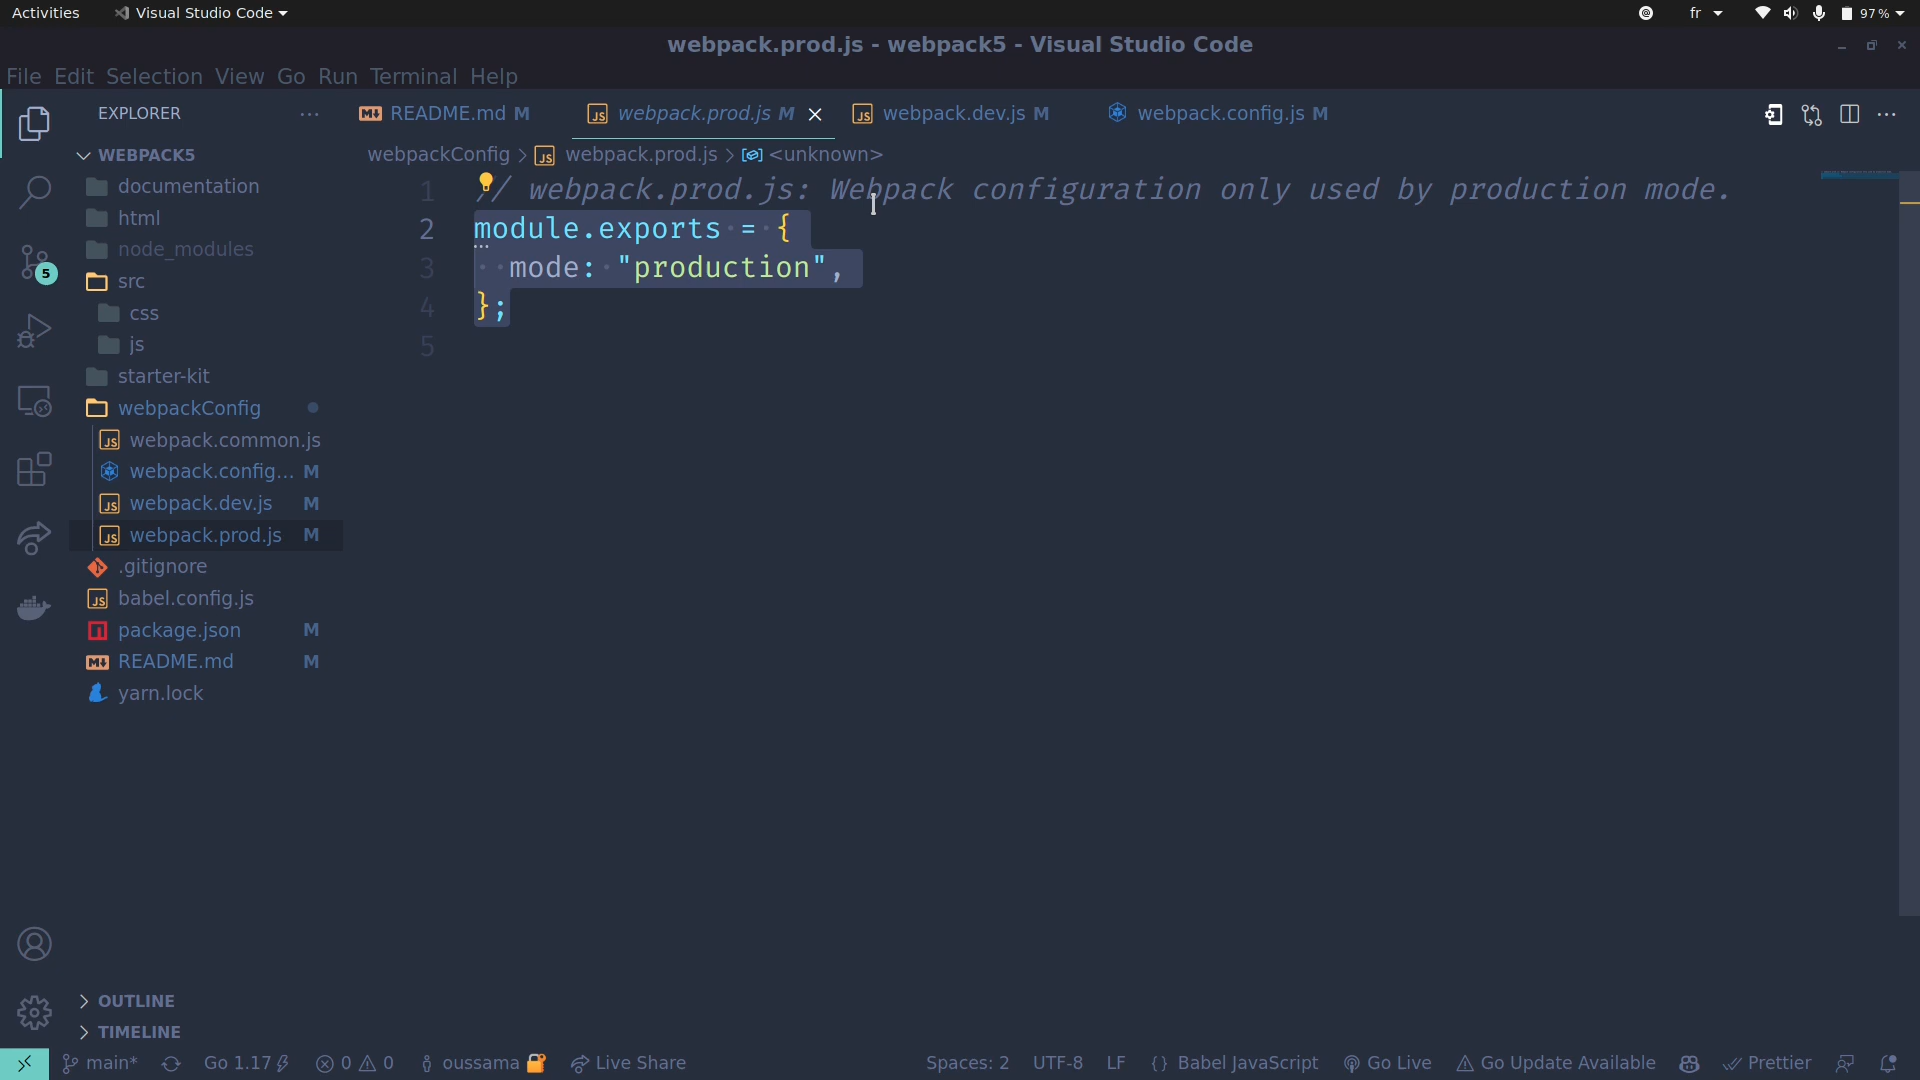 Activities Visual Studio Code fr 97 %
webpack.prod.js - webpack5 - Visual Studio Code
File Edit Selection View Go Run Terminal Help
EXPLORER
README.md M webpack.prod.js M webpack.dev.js M webpack.config.js M
WEBPACK5
webpackConfig > webpack.prod.js > <unknown>
documentation
html
node_modules
src
css
js
starter-kit
webpackConfig
webpack.common.js
webpack.config... M
webpack.dev.js M
webpack.prod.js M
.gitignore
babel.config.js
package.json M
README.md M
yarn.lock
5
1 // webpack.prod.js: Webpack configuration only used by production mode.
2 module.exports = {
3 mode: "production",
4 };
5
OUTLINE
TIMELINE
main* Go 1.17 0 0 oussama Live Share Spaces: 2 UTF-8 LF {} Babel JavaScript Go Live Go Update Available Prettier